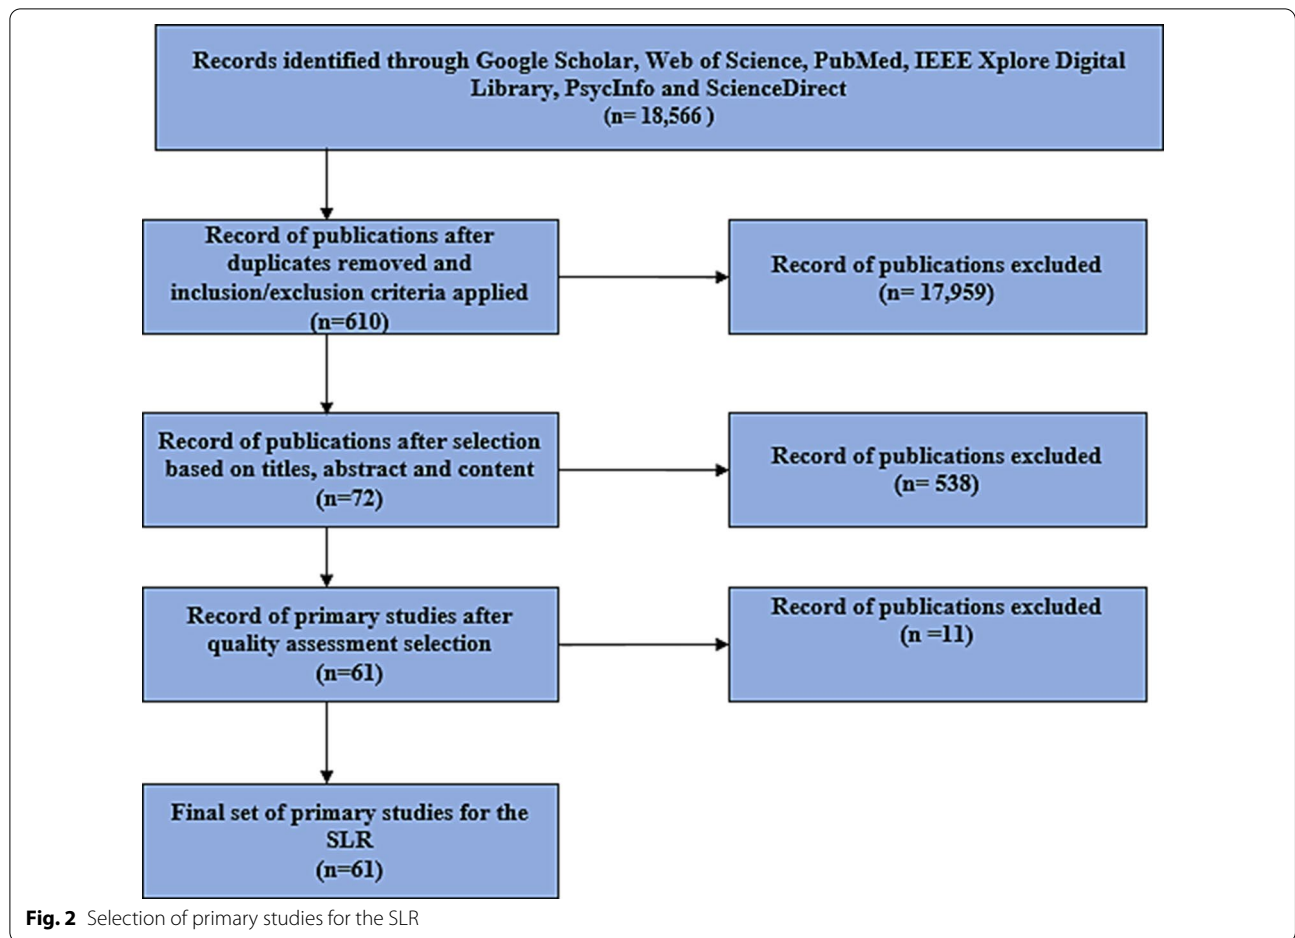 Records identified through Google Scholar, Web of Science, PubMed, IEEE Xplore Digital
Library, PsycInfo and ScienceDirect
(n= 18,566 )
Record of publications after
duplicates removed and
inclusion/exclusion criteria applied
(n=610)
Record of publications excluded
(n= 17,959)
Record of publications after selection
based on titles, abstract and content
(n=72)
Record of publications excluded
(n= 538)
Record of primary studies after
quality assessment selection
(n=61)
Record of publications excluded
(n =11)
Final set of primary studies for the
SLR
(n=61)
Fig. 2 Selection of primary studies for the SLR